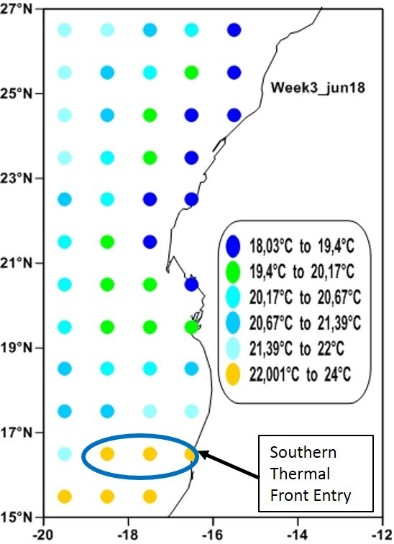 27°N
25°N
23°N
21°N
19°N
17°N
15°N
-20
-18
-16
-14
-12
Week3_jun18
18,03°C to 19,4°C
19,4°C to 20,17°C
20,17°C to 20,67°C
20,67°C to 21,39°C
21,39°C to 22°C
22,001°C to 24°C
Southern
Thermal
Front Entry